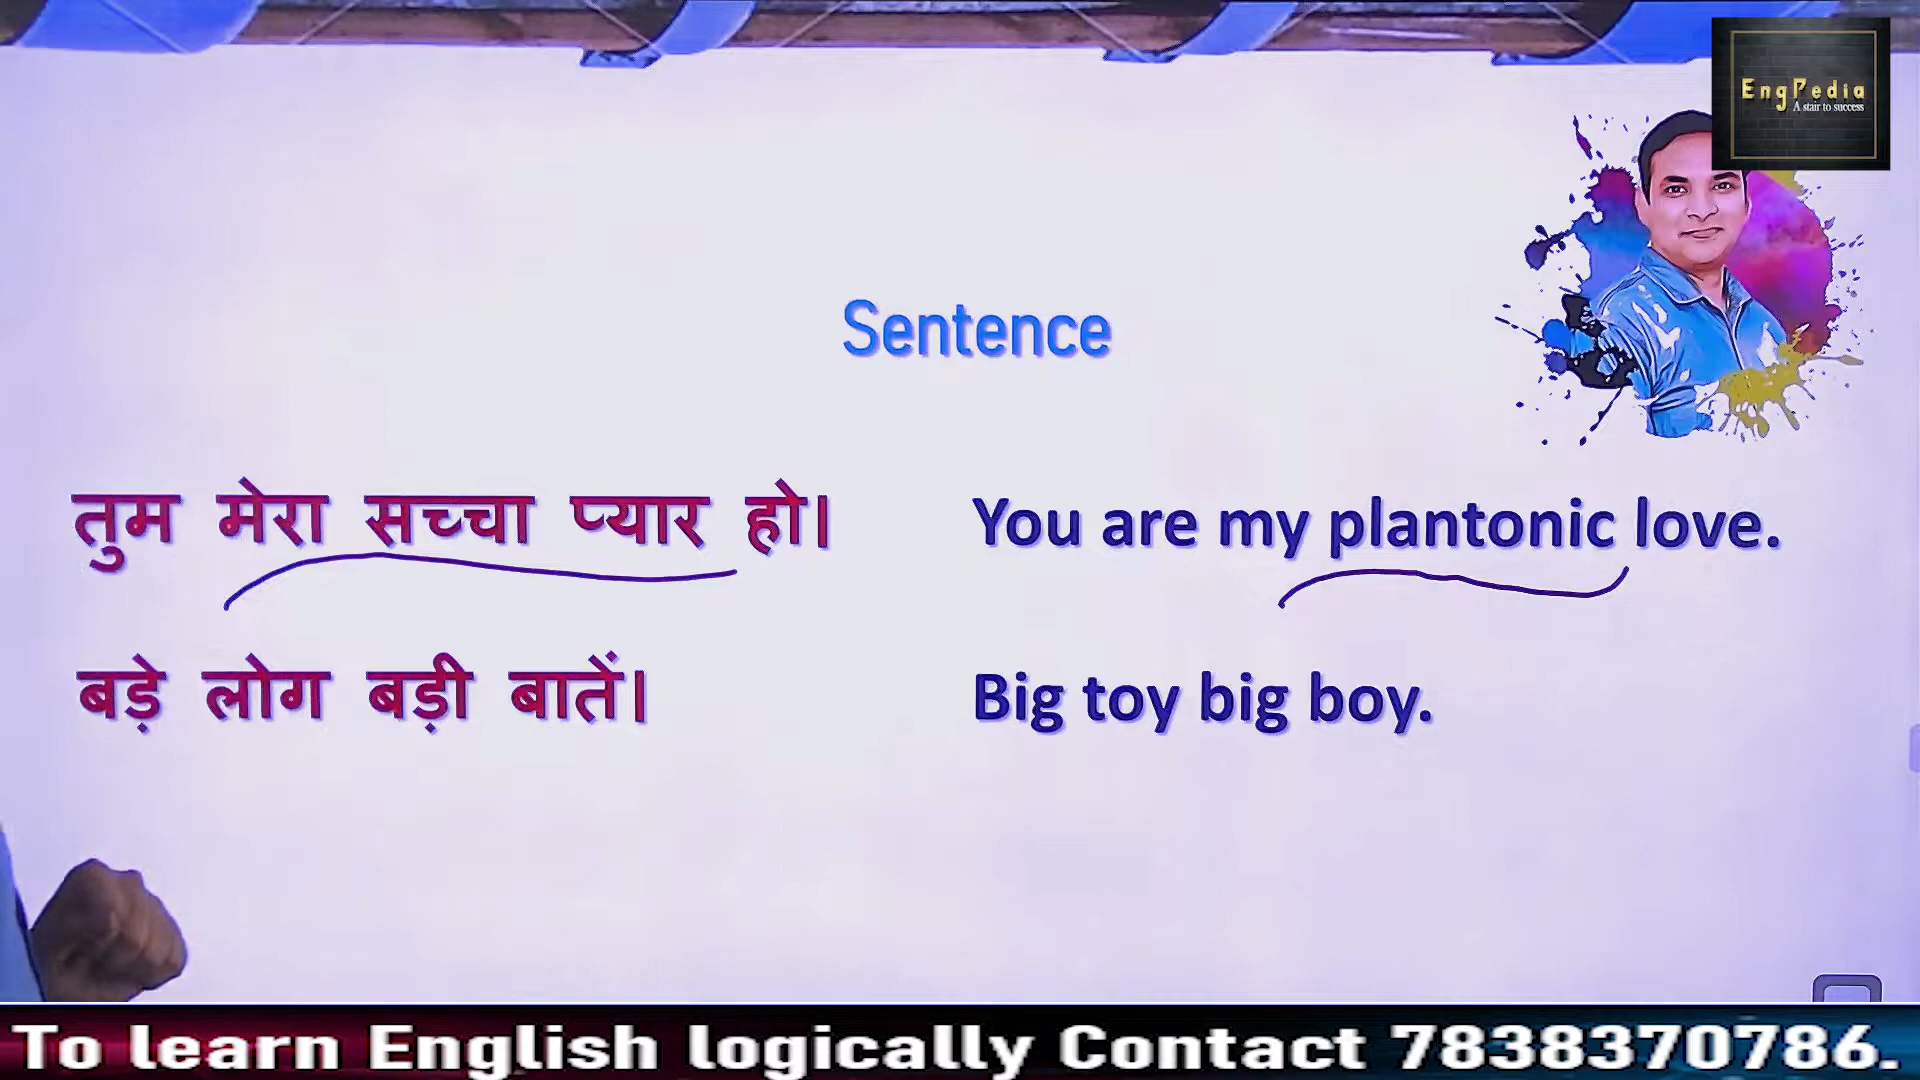 EngPedia
A stair to success
Sentence
तुम मेरा सच्चा प्यार हो। You are my plantonic love.
बड़े लोग बड़ी बातें। Big toy big boy.
To learn English logically Contact 7838370786.